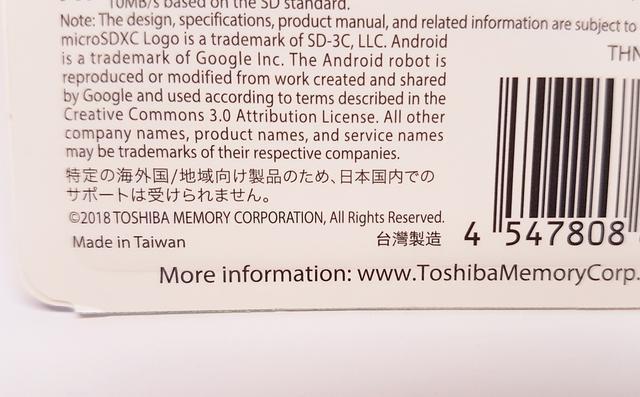 10MB/s based on the SD standard.
Note: The design, specifications, product manual, and related information are subject to
microSDXC Logo is a trademark of SD-3C, LLC. Android
is a trademark of Google Inc. The Android robot is
reproduced or modified from work created and shared
by Google and used according to terms described in the
Creative Commons 3.0 Attribution License. All other
company names, product names, and service names
may be trademarks of their respective companies.
特定の海外国/地域向け製品のため、日本国内での
サポートは受けられません。
©2018 TOSHIBA MEMORY CORPORATION, All Rights Reserved.
Made in Taiwan 台灣製造
THN
4 547808
More information: www.ToshibaMemoryCorp.